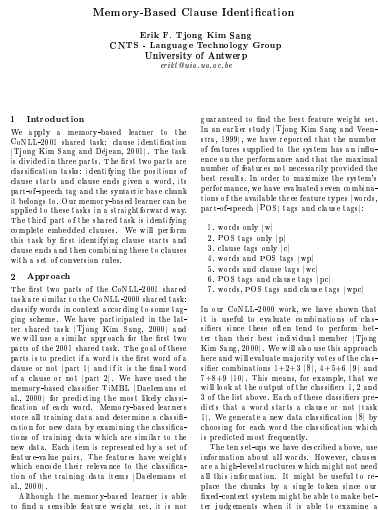 Memory-Based Clause Identification
Erik F. Tjong Kim Sang
CNTS - Language Technology Group
University of Antwerp
erikt@uia.ua.ac.be
1 Introduction
We apply a memory-based learner to the
CoNLL-2001 shared task: clause identification
[Tjong Kim Sang and Déjean, 2001]. The task
is divided in three parts. The first two parts are
classification tasks: identifying the positions of
clause starts and clause ends given a word, its
part-of-speech tag and the syntactic base chunk
it belongs to. Our memory-based learner can be
applied to these tasks in a straightforward way.
The third part of the shared task is identifying
complete embedded clauses. We will perform
this task by first identifying clause starts and
clause ends and then combining these to clauses
with a set of conversion rules.
2 Approach
The first two parts of the CoNLL-2001 shared
task are similar to the CoNLL-2000 shared task:
classify words in context according to some tag-
ging scheme. We have participated in the lat-
ter shared task [Tjong Kim Sang, 2000] and
we will use a similar approach for the first two
parts of the 2001 shared task. The goal of these
parts is to predict if a word is the first word of a
clause or not [part 1] and if it is the final word
of a clause or not [part 2]. We have used the
memory-based classifier TiMBL [Daelemans et
al., 2000] for predicting the most likely classi-
fication of each word. Memory-based learners
store all training data and determine a classifi-
cation for new data by examining the classifica-
tions of training data which are similar to the
new data. Each item is represented by a set of
feature-value pairs. The features have weights
which encode their relevance to the classifica-
tion of the training data items [Daelemans et
al., 2000].
Although the memory-based learner is able
to find a sensible feature weight set, it is not
guaranteed to find the best feature weight set.
In an earlier study [Tjong Kim Sang and Veen-
stra, 1999], we have reported that the number
of features supplied to the system has an influ-
ence on the performance and that the maximal
number of features not necessarily provided the
best results. In order to maximize the system's
performance, we have evaluated seven combina-
tions of the available three feature types [words,
part-of-speech [POS] tags and clause tags]:
1. words only [w]
2. POS tags only [p]
3. clause tags only [c]
4. words and POS tags [wp]
5. words and clause tags [wc]
6. POS tags and clause tags [pc]
7. words, POS tags and clause tags [wpc]
In our CoNLL-2000 work, we have shown that
it is useful to evaluate combinations of clas-
sifiers since these often tend to perform bet-
ter than their best individual member [Tjong
Kim Sang, 2000]. We will also use this approach
here and will evaluate majority votes of the clas-
sifier combinations 1+2+3 [8], 4+5+6 [9] and
7+8+9 [10]. This means, for example, that we
will look at the output of the classifiers 1, 2 and
3 of the list above. Each of these classifiers pre-
dicts that a word starts a clause or not [task
1]. We generate a new data classification [8] by
choosing for each word the classification which
is predicted most frequently.
The ten set-ups we have described above, use
information about all words. However, clauses
are a high-level structures which might not need
all this information. It might be useful to re-
place the chunks by a single token since our
fixed-context system might be able to make bet-
ter judgements when it is able to examine a